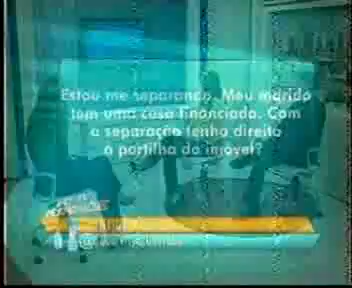 Estou me separando. Meu marido
tem uma casa financiada. Com
a separação tenho direito
a partilha do imóvel?